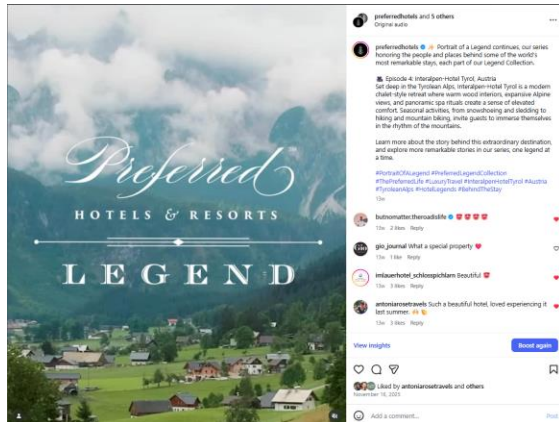 Preferred
HOTELS & RESORTS
LEGEND
preferredhotels and 5 others
Original audio
preferredhotels ✨ Portrait of a Legend continues, our series
honoring the people and places behind some of the world's
most remarkable stays, each part of our Legend Collection.
Episode 4: Interalpen-Hotel Tyrol, Austria
Set deep in the Tyrolean Alps, Interalpen-Hotel Tyrol is a modern
chalet-style retreat where warm wood interiors, expansive Alpine
views, and panoramic spa rituals create a sense of elevated
comfort. Seasonal activities, from snowshoeing and sledding to
hiking and mountain biking, invite guests to immerse themselves
in the rhythm of the mountains.
Learn more about the story behind this extraordinary destination,
and explore more remarkable stories in our series, one legend at
a time.
#PortraitOfALegend #PreferredLegendCollection
#ThePreferredLife #LuxuryTravel #InteralpenHotelTyrol #Austria
#TyroleanAlps #HotelLegends #BehindTheStay
13w
butnomatter.theroadislife
13w 2 likes Reply
gio_journal What a special property ❤️
13w 1 like Reply
imlauerhotel_schlosspichlarn Beautiful
13w 3 likes Reply
antoniarosetravels Such a beautiful hotel, loved experiencing it
last summer.
13w 3 likes Reply
View insights
Boost again
Liked by antoniarosetravels and others
November 18, 2025
Add a comment...
Post